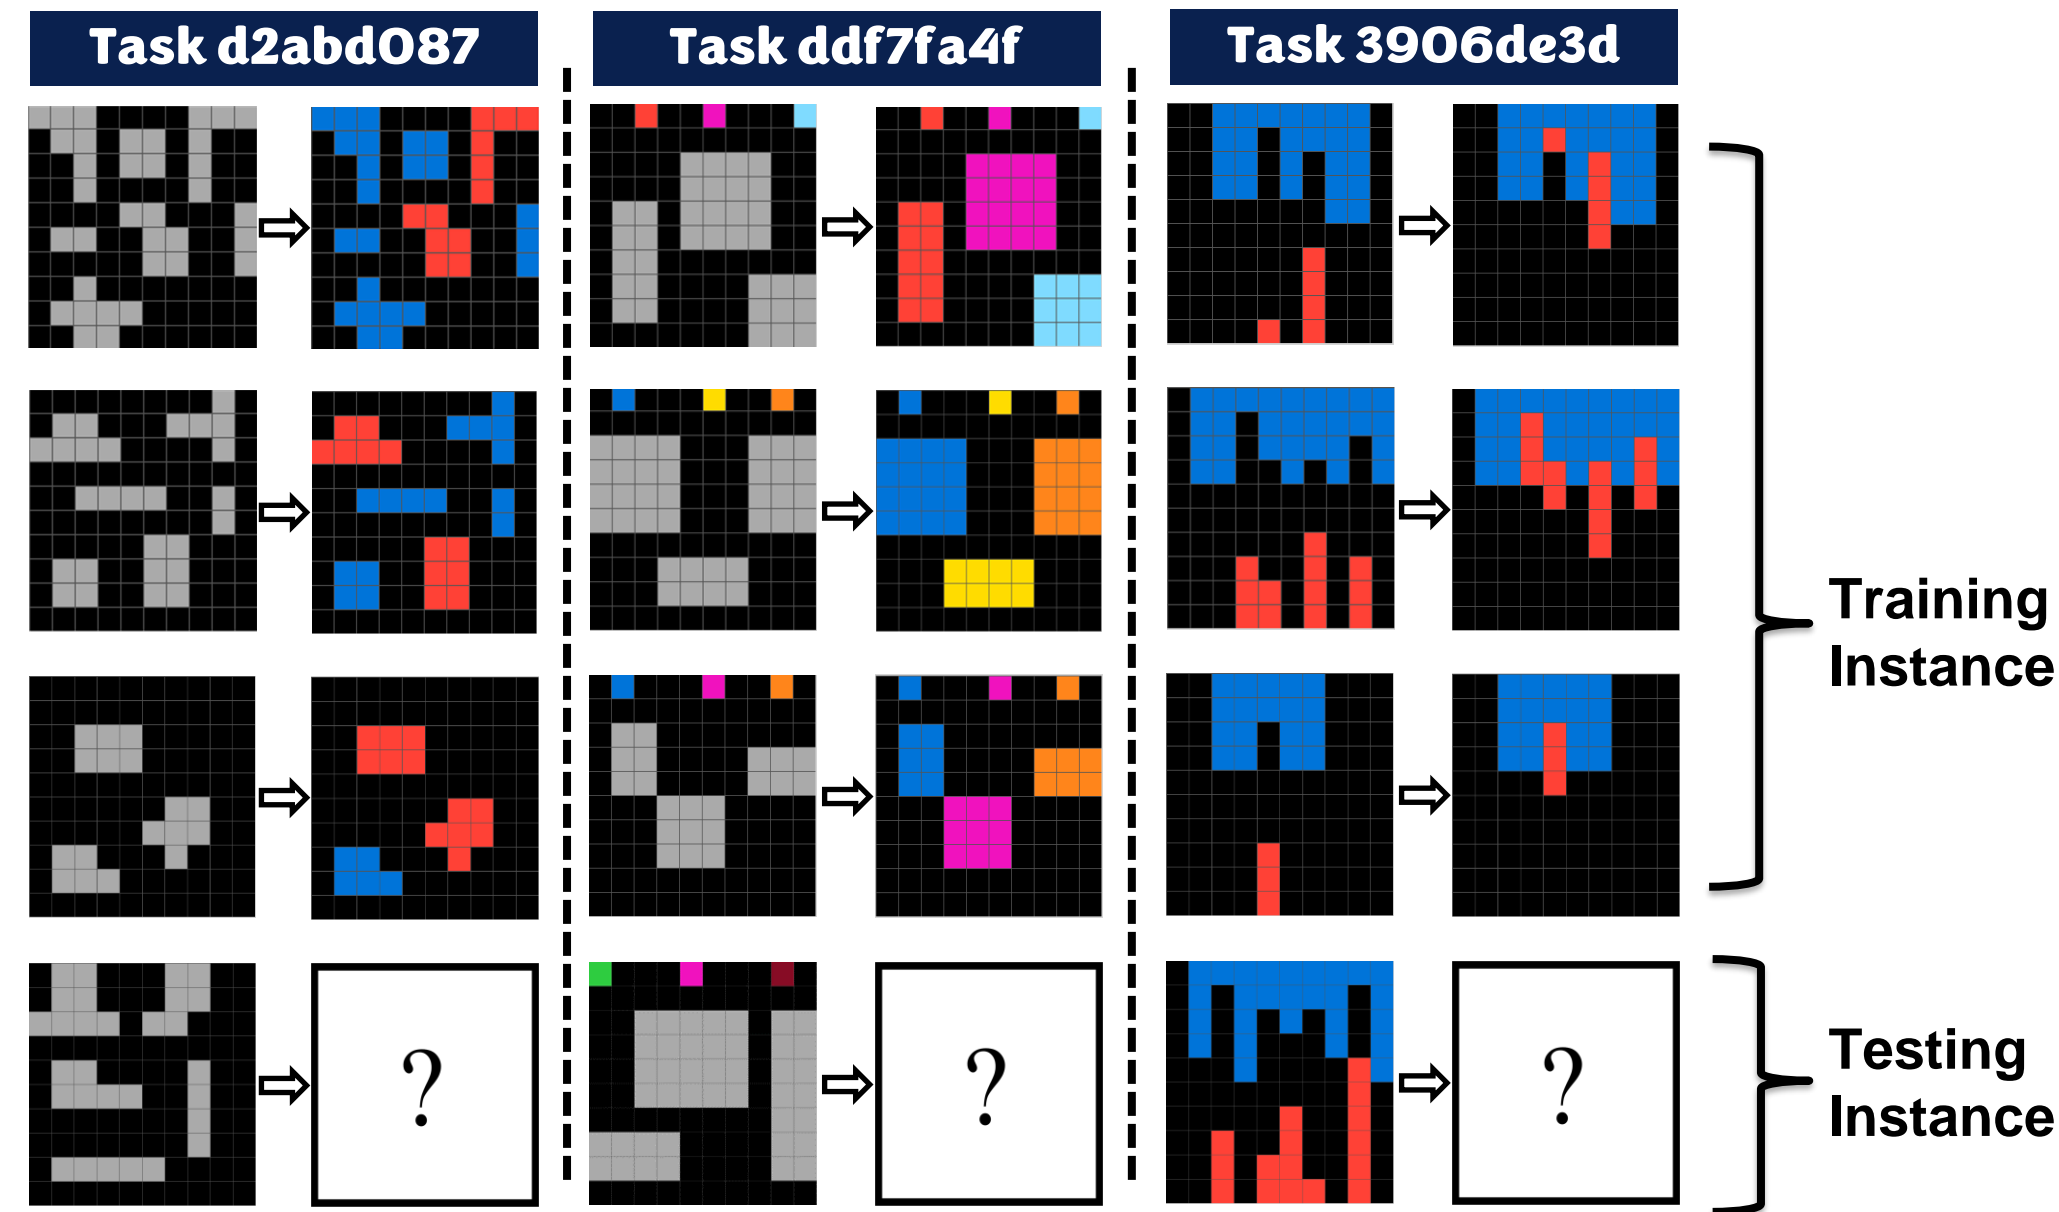 Task d2abd087
Task ddf7fa4f
Task 3906de3d
Training
Instance
?
?
?
Testing
Instance